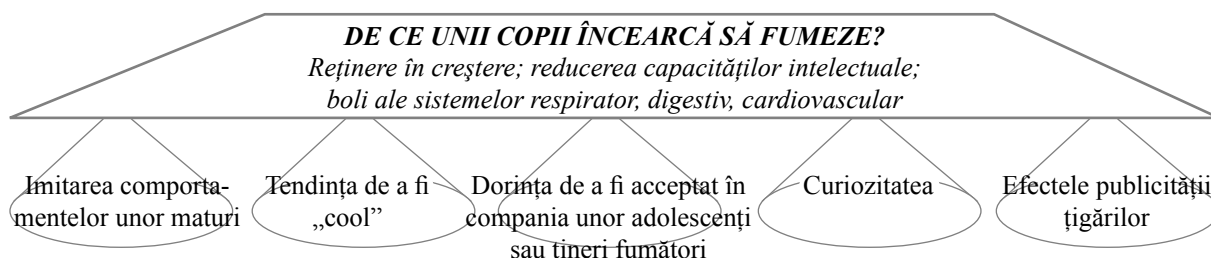 DE CE UNII COPII ÎNCEARCĂ SĂ FUMEZE?
Reținere în creştere; reducerea capacităților intelectuale;
boli ale sistemelor respirator, digestiv, cardiovascular
Imitarea comporta-
mentelor unor maturi
Tendința de a fi
„cool”
Dorința de a fi acceptat în
compania unor adolescenți
sau tineri fumători
Curiozitatea
Efectele publicității
țigărilor